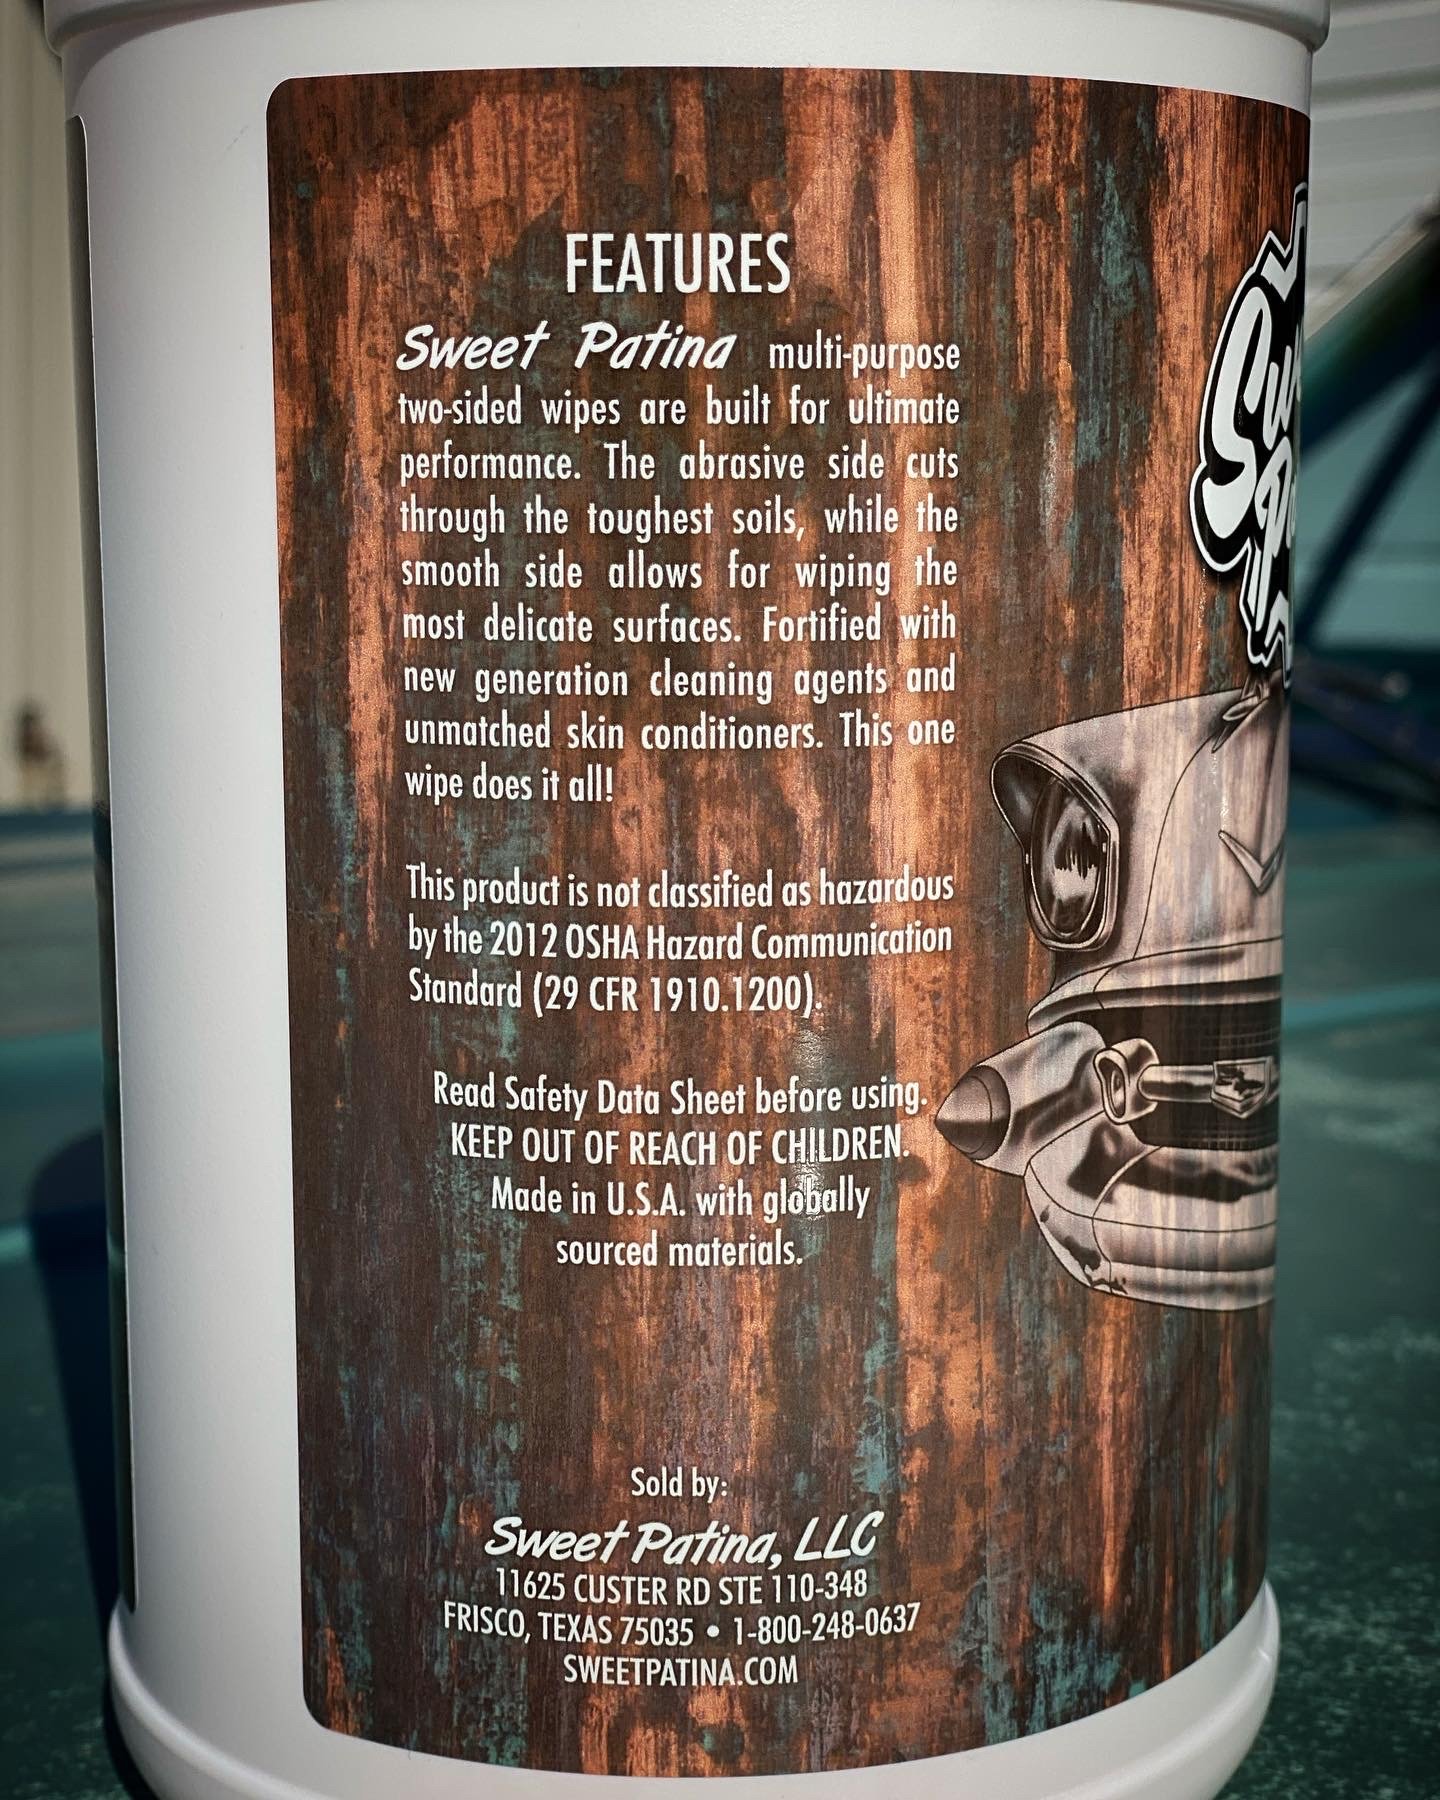 FEATURES
Sweet Patina multi-purpose
two-sided wipes are built for ultimate
performance. The abrasive side cuts
through the toughest soils, while the
smooth side allows for wiping the
most delicate surfaces. Fortified with
new generation cleaning agents and
unmatched skin conditioners. This one
wipe does it all!
This product is not classified as hazardous
by the 2012 OSHA Hazard Communication
Standard (29 CFR 1910.1200).
Read Safety Data Sheet before using.
KEEP OUT OF REACH OF CHILDREN.
Made in U.S.A. with globally
sourced materials.
Sold by:
Sweet Patina, LLC
11625 CUSTER RD STE 110-348
FRISCO, TEXAS 75035 • 1-800-248-0637
SWEETPATINA.COM